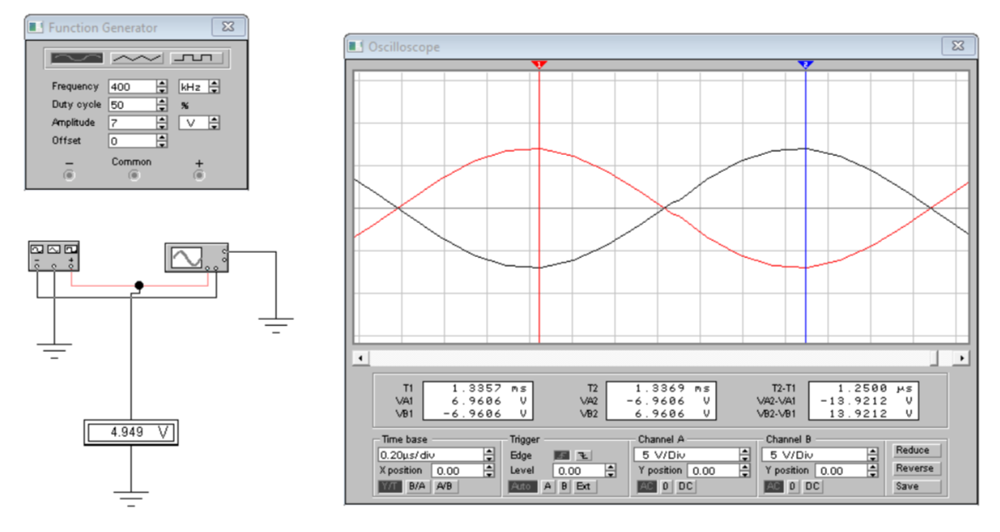 Function Generator
Frequency 400 kHz
Duty cycle 50 %
Amplitude 7 V
Offset 0
− Common +
− +
4.949 V
Oscilloscope
1 2
T1 1.3357 ms
VA1 6.9606 V
VB1 -6.9606 V
T2 1.3369 ms
VA2 -6.9606 V
VB2 6.9606 V
T2-T1 1.2500 µs
VA2-VA1 -13.9212 V
VB2-VB1 13.9212 V
Time base
0.20µs/div
X position 0.00
Y/T B/A A/B
Trigger
Edge
Level 0.00
Auto A B Ext
Channel A
5 V/Div
Y position 0.00
AC 0 DC
Channel B
5 V/Div
Y position 0.00
AC 0 DC
Reduce
Reverse
Save